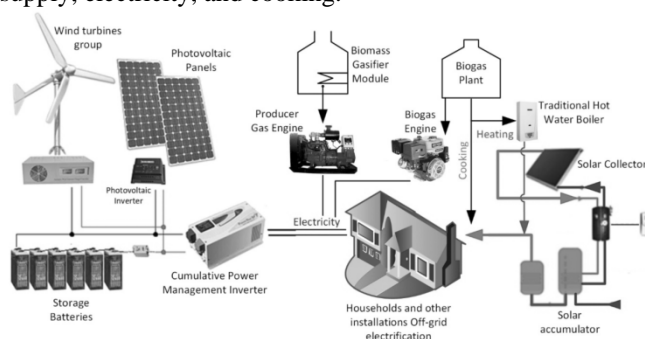 supply, electricity, and cooking.
Wind turbines
group
Photovoltaic
Panels
Biomass
Gasifier
Module
Biogas
Plant
Producer
Gas Engine
Biogas
Engine
Traditional Hot
Water Boiler
Heating
Cooking
Solar Collector
Photovoltaic
Inverter
Electricity
Storage
Batteries
Cumulative Power
Management Inverter
Households and other
installations Off-grid
electrification
Solar
accumulator